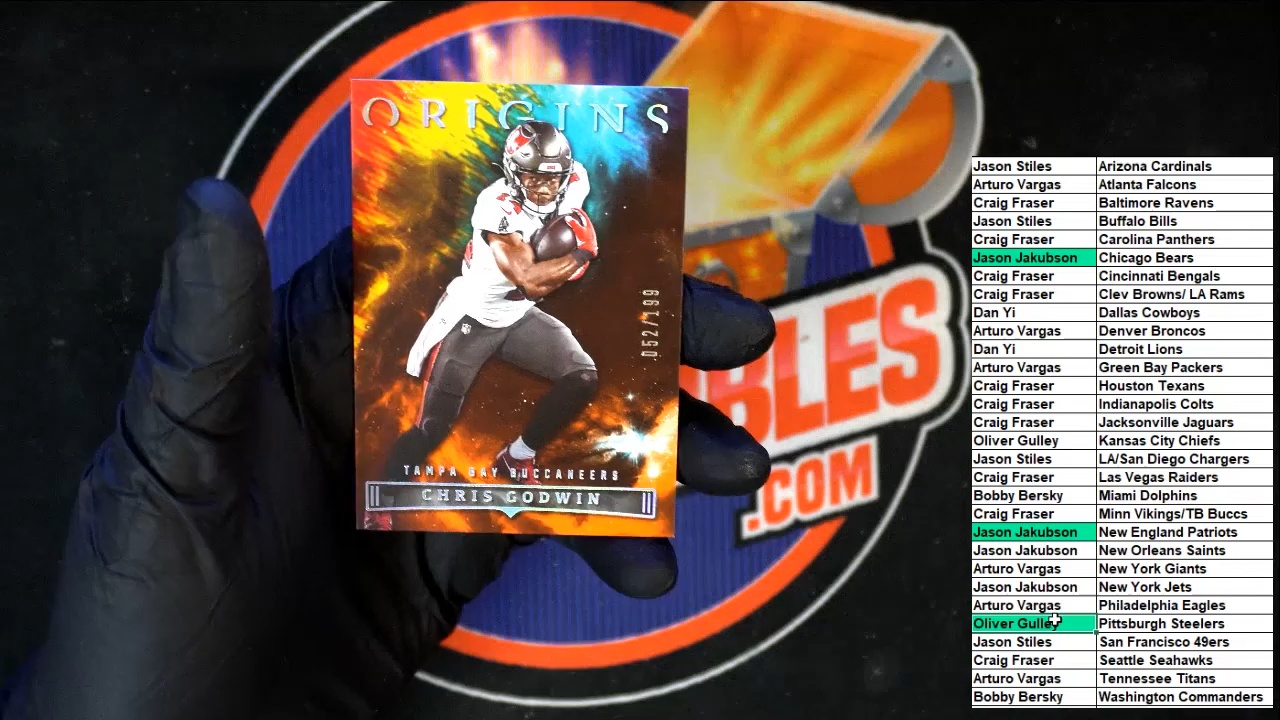 ORIGINS
052/199
TAMPA BAY BUCCANEERS
CHRIS GODWIN
BLES
.COM
Jason Stiles Arizona Cardinals
Arturo Vargas Atlanta Falcons
Craig Fraser Baltimore Ravens
Jason Stiles Buffalo Bills
Craig Fraser Carolina Panthers
Jason Jakubson Chicago Bears
Craig Fraser Cincinnati Bengals
Craig Fraser Clev Browns/ LA Rams
Dan Yi Dallas Cowboys
Arturo Vargas Denver Broncos
Dan Yi Detroit Lions
Arturo Vargas Green Bay Packers
Craig Fraser Houston Texans
Craig Fraser Indianapolis Colts
Craig Fraser Jacksonville Jaguars
Oliver Gulley Kansas City Chiefs
Jason Stiles LA/San Diego Chargers
Craig Fraser Las Vegas Raiders
Bobby Bersky Miami Dolphins
Craig Fraser Minn Vikings/TB Buccs
Jason Jakubson New England Patriots
Jason Jakubson New Orleans Saints
Arturo Vargas New York Giants
Jason Jakubson New York Jets
Arturo Vargas Philadelphia Eagles
Oliver Gulley Pittsburgh Steelers
Jason Stiles San Francisco 49ers
Craig Fraser Seattle Seahawks
Arturo Vargas Tennessee Titans
Bobby Bersky Washington Commanders